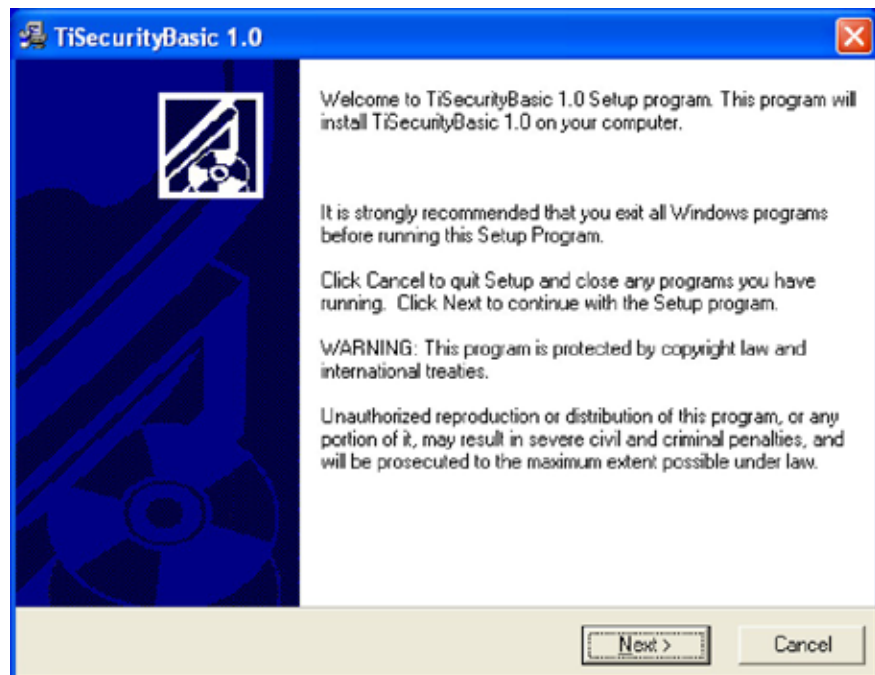 TiSecurityBasic 1.0
Welcome to TiSecurityBasic 1.0 Setup program. This program will
install TiSecurityBasic 1.0 on your computer.
It is strongly recommended that you exit all Windows programs
before running this Setup Program.
Click Cancel to quit Setup and close any programs you have
running. Click Next to continue with the Setup program.
WARNING: This program is protected by copyright law and
international treaties.
Unauthorized reproduction or distribution of this program, or any
portion of it, may result in severe civil and criminal penalties, and
will be prosecuted to the maximum extent possible under law.
Next >
Cancel